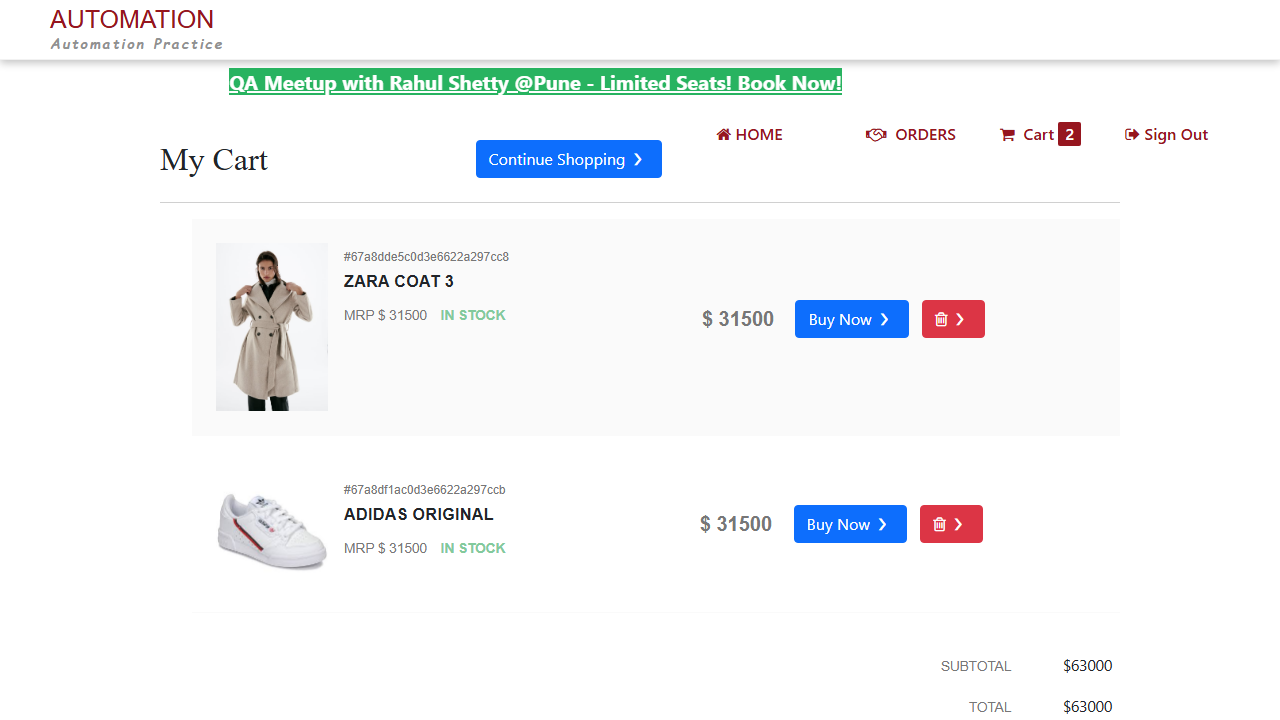 AUTOMATION
Automation Practice
QA Meetup with Rahul Shetty @Pune - Limited Seats! Book Now!
HOME
ORDERS
Cart 2
Sign Out
My Cart
Continue Shopping ❯
#67a8dde5c0d3e6622a297cc8
ZARA COAT 3
MRP $ 31500 IN STOCK
$ 31500
Buy Now ❯
❯
#67a8df1ac0d3e6622a297ccb
ADIDAS ORIGINAL
MRP $ 31500 IN STOCK
$ 31500
Buy Now ❯
❯
SUBTOTAL $63000
TOTAL $63000